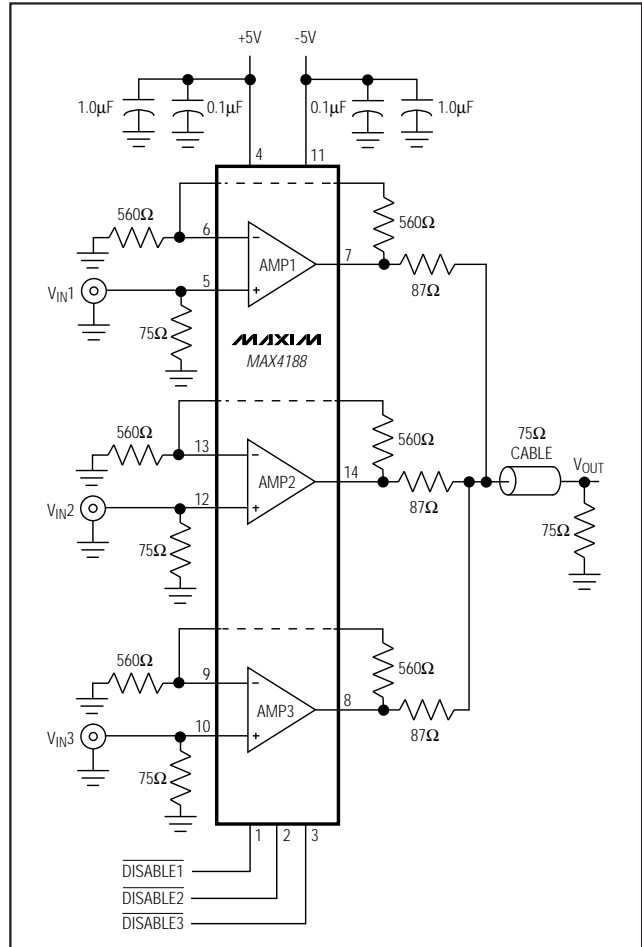 +5V
-5V
1.0μF
0.1μF
0.1μF
1.0μF
4
11
560Ω
6
−
560Ω
AMP1
7
VIN1
5
+
87Ω
75Ω
MAXIM
MAX4188
560Ω
13
−
560Ω
75Ω
CABLE
VOUT
AMP2
14
VIN2
12
+
87Ω
75Ω
75Ω
560Ω
9
−
560Ω
AMP3
8
VIN3
10
+
87Ω
75Ω
1
2
3
DISABLE1
DISABLE2
DISABLE3